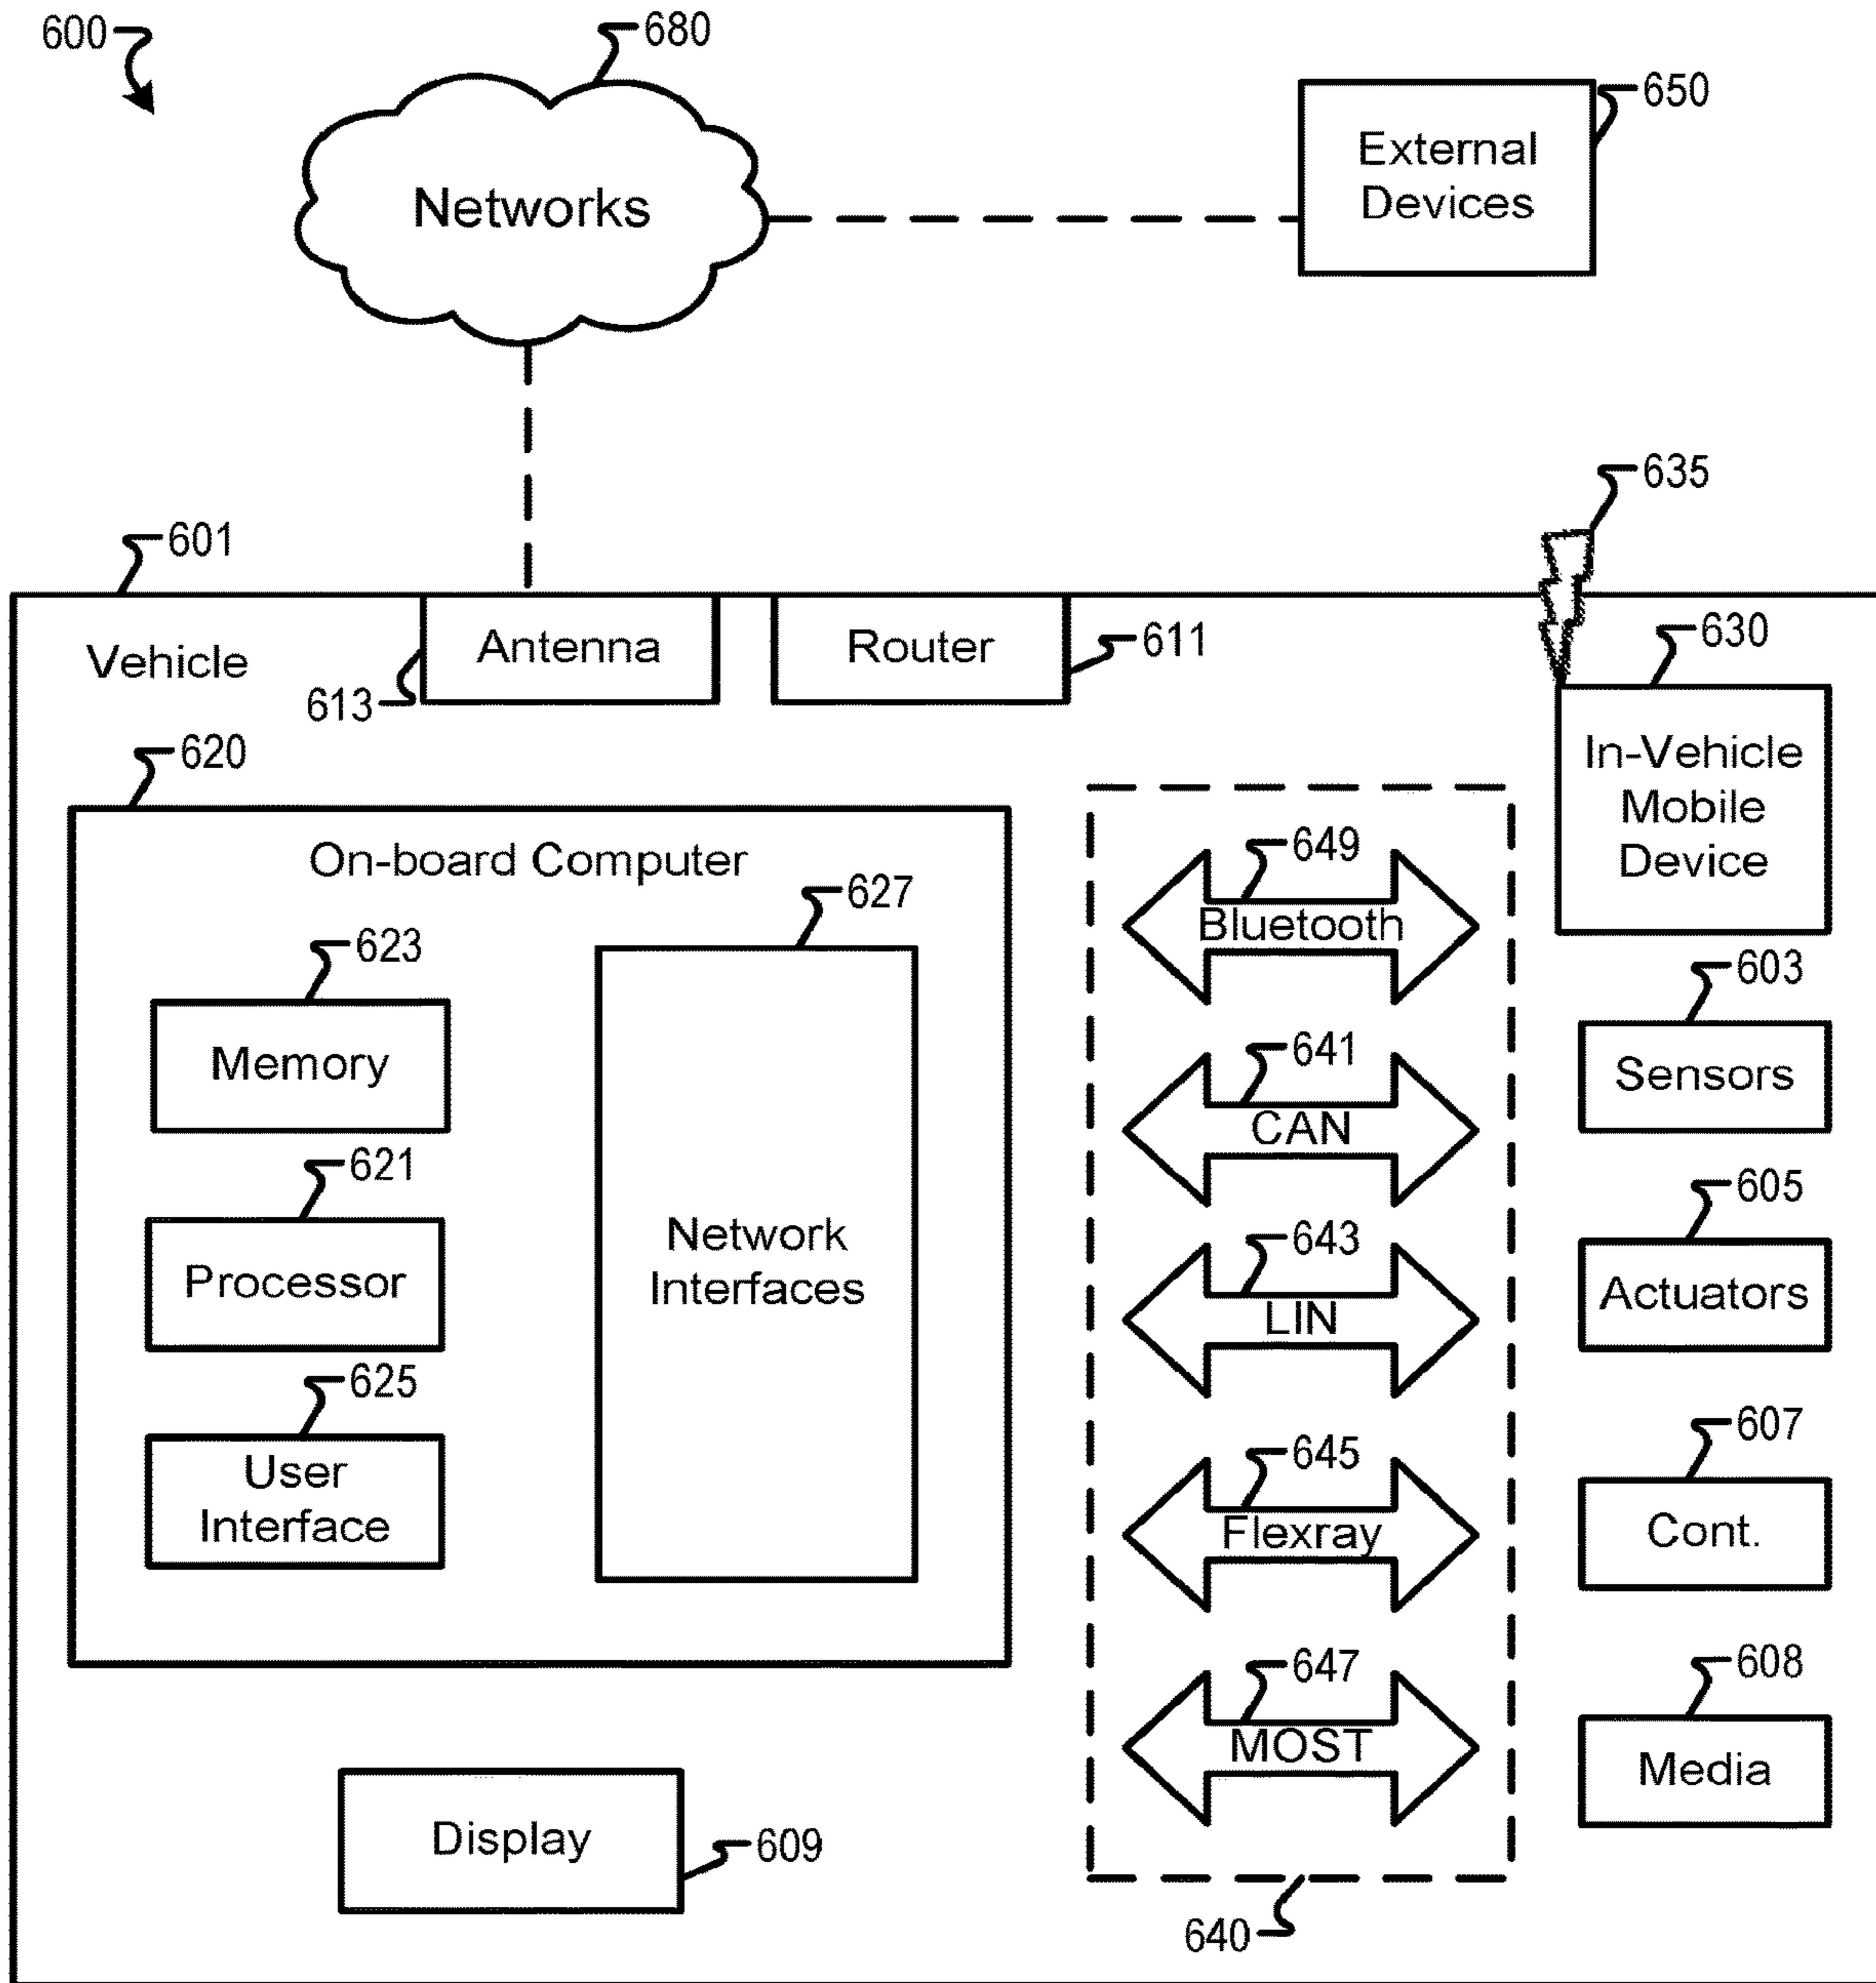 600
680
Networks
650
External
Devices
635
601
Vehicle
Antenna
613
Router
611
630
In-Vehicle
Mobile
Device
620
On-board Computer
627
623
Memory
621
Processor
625
User
Interface
Network
Interfaces
649
Bluetooth
641
CAN
643
LIN
645
Flexray
647
MOST
640
603
Sensors
605
Actuators
607
Cont.
608
Media
Display
609